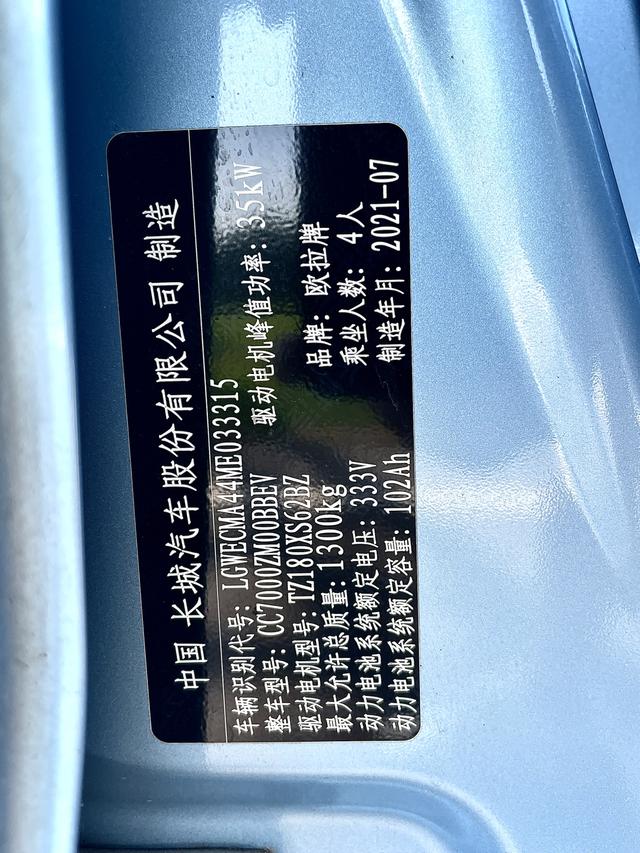 中国 长城汽车股份有限公司 制造
车辆识别代号: LGWECMA44ME033315
整车型号: CC7000ZM00BBEV 驱动电机峰值功率: 35kW
驱动电机型号: TZ180XS62BZ 品牌: 欧拉牌
最大允许总质量: 1300kg 乘坐人数: 4人
动力电池系统额定电压: 333V 制造年月: 2021-07
动力电池系统额定容量: 102Ah